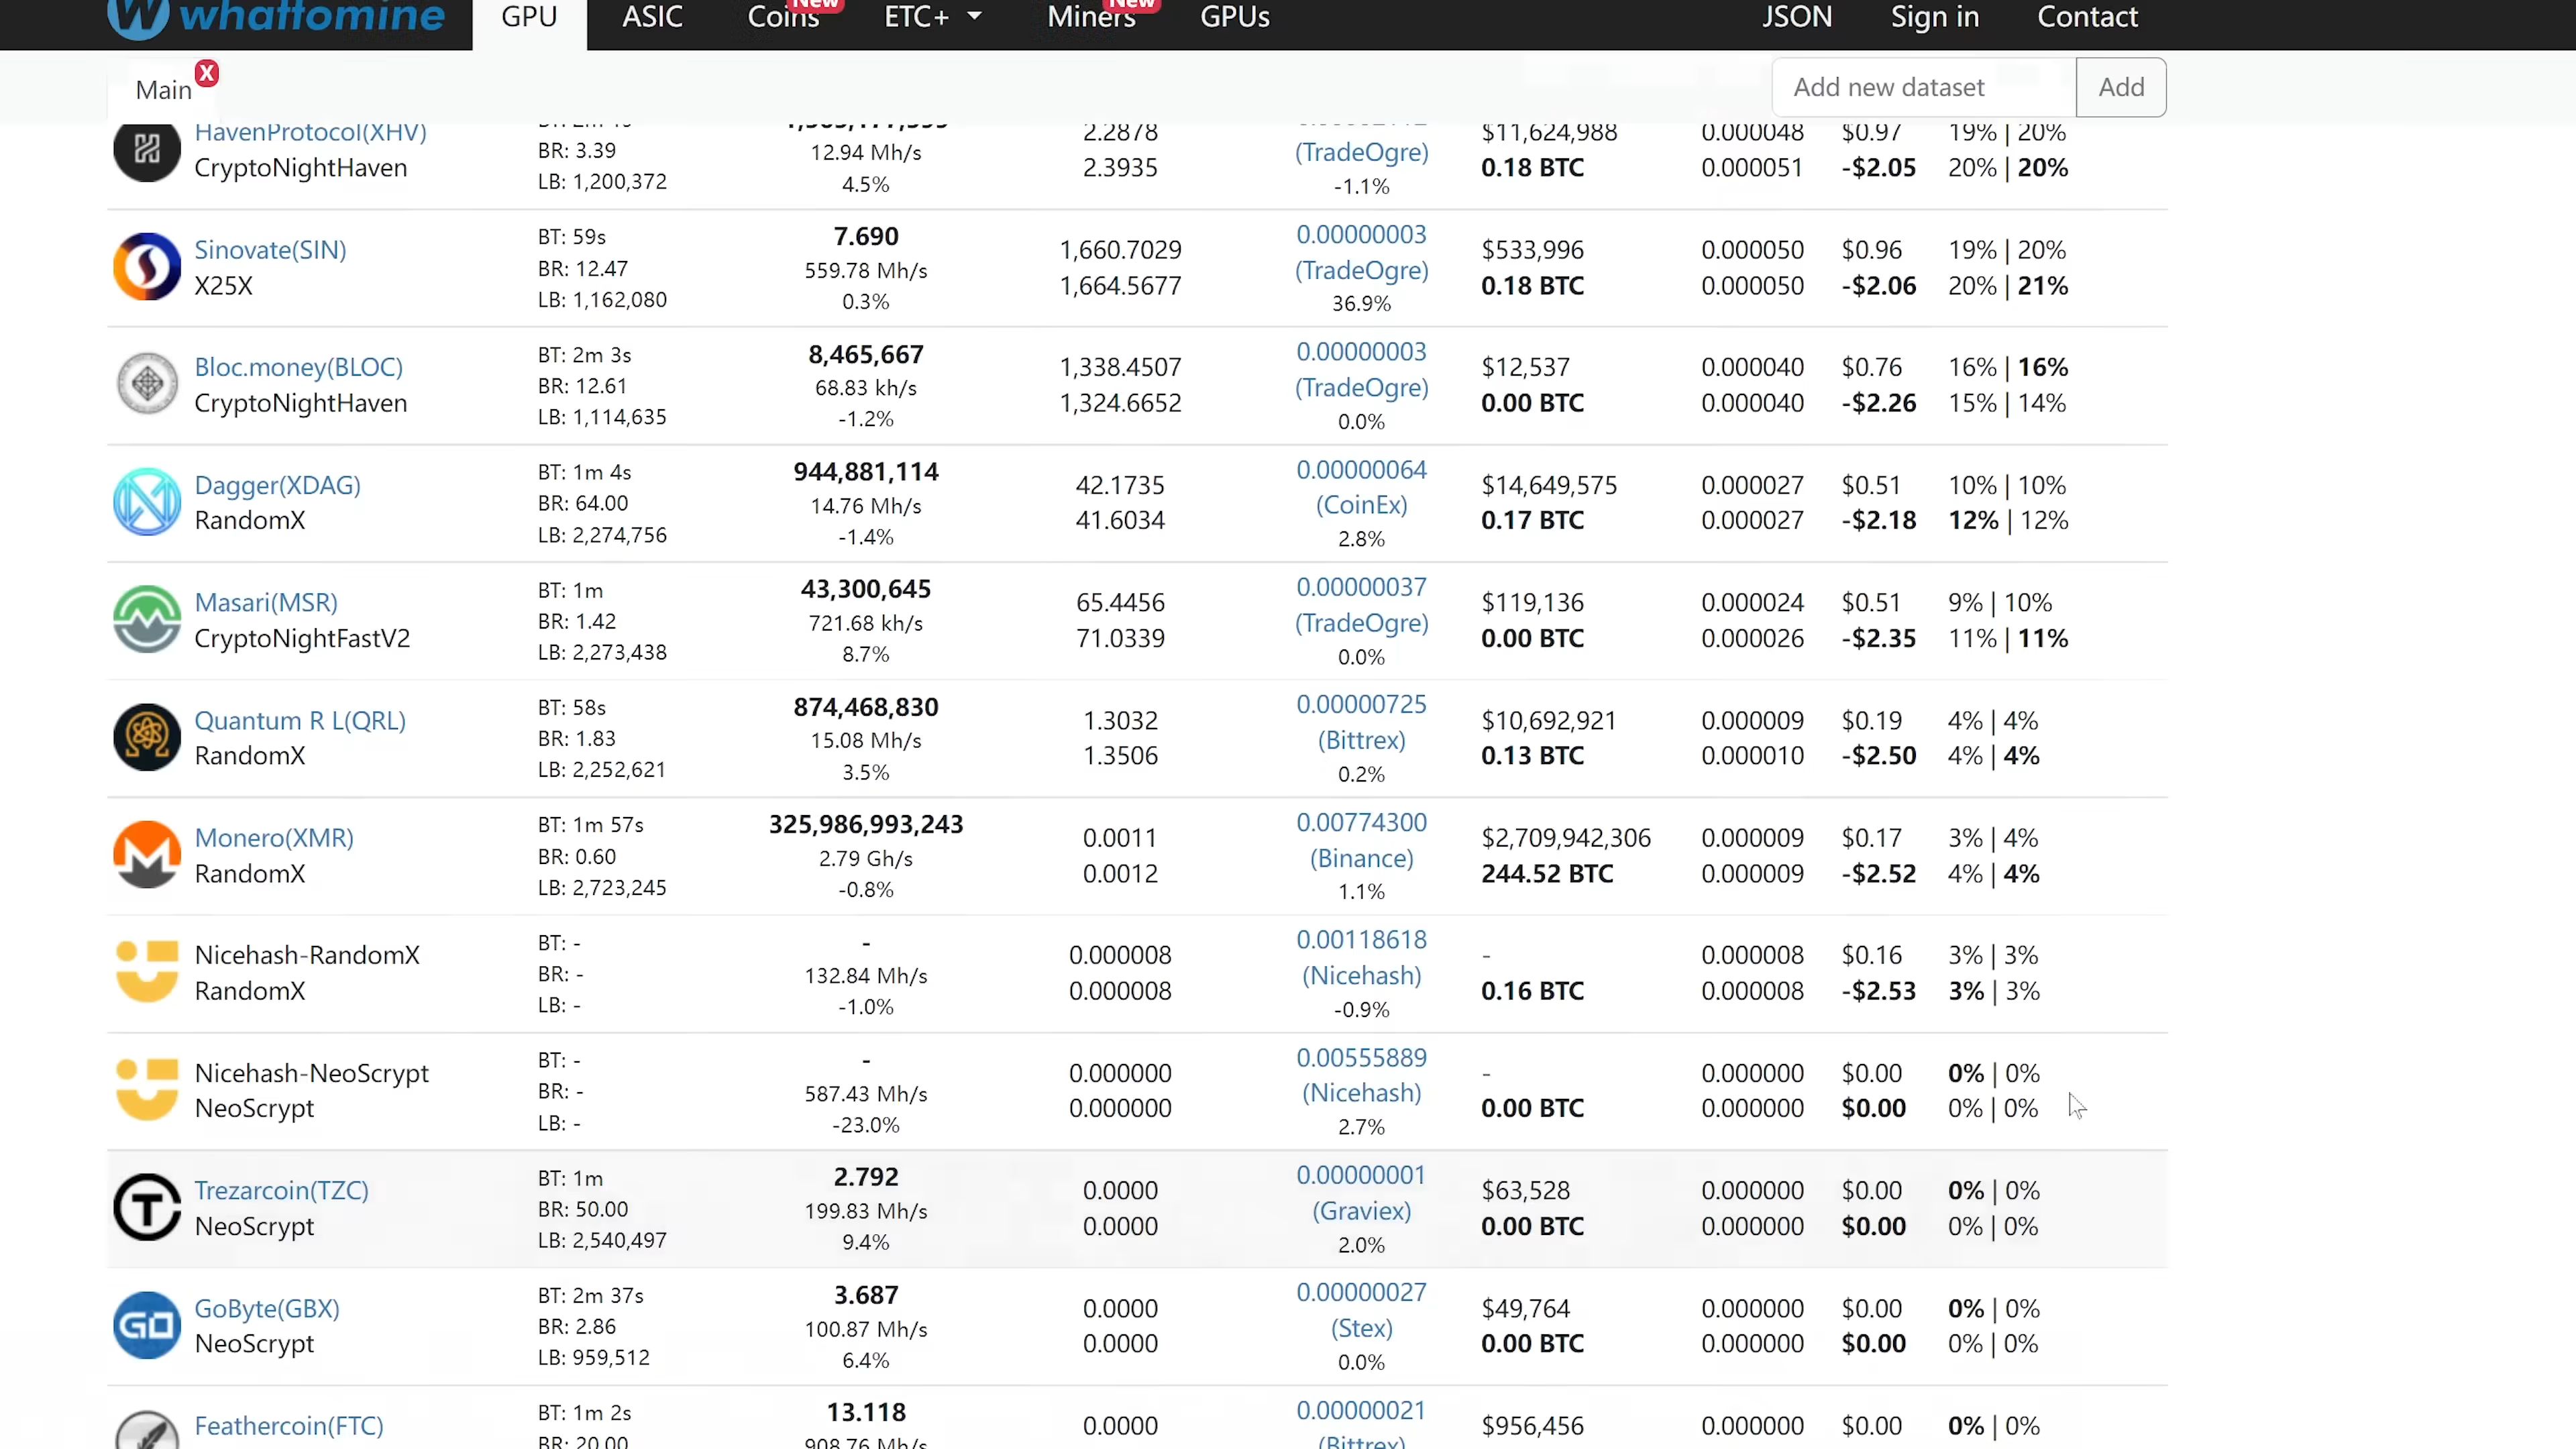 whattomine GPU ASIC Coins New ETC+ Miners New GPUs JSON Sign in Contact
Main X Add new dataset Add
HavenProtocol(XHV) 2.2878 $11,624,988 0.000048 $0.97 19% | 20%
BR: 3.39 12.94 Mh/s (TradeOgre)
CryptoNightHaven 2.3935 0.18 BTC 0.000051 -$2.05 20% | 20%
LB: 1,200,372 4.5% -1.1%
BT: 59s 7.690 0.00000003
Sinovate(SIN) 1,660.7029 $533,996 0.000050 $0.96 19% | 20%
BR: 12.47 559.78 Mh/s (TradeOgre)
X25X 1,664.5677 0.18 BTC 0.000050 -$2.06 20% | 21%
LB: 1,162,080 0.3% 36.9%
BT: 2m 3s 8,465,667 0.00000003
Bloc.money(BLOC) 1,338.4507 $12,537 0.000040 $0.76 16% | 16%
BR: 12.61 68.83 kh/s (TradeOgre)
CryptoNightHaven 1,324.6652 0.00 BTC 0.000040 -$2.26 15% | 14%
LB: 1,114,635 -1.2% 0.0%
BT: 1m 4s 944,881,114 0.00000064
Dagger(XDAG) 42.1735 $14,649,575 0.000027 $0.51 10% | 10%
BR: 64.00 14.76 Mh/s (CoinEx)
RandomX 41.6034 0.17 BTC 0.000027 -$2.18 12% | 12%
LB: 2,274,756 -1.4% 2.8%
BT: 1m 43,300,645 0.00000037
Masari(MSR) 65.4456 $119,136 0.000024 $0.51 9% | 10%
BR: 1.42 721.68 kh/s (TradeOgre)
CryptoNightFastV2 71.0339 0.00 BTC 0.000026 -$2.35 11% | 11%
LB: 2,273,438 8.7% 0.0%
BT: 58s 874,468,830 0.00000725
Quantum R L(QRL) 1.3032 $10,692,921 0.000009 $0.19 4% | 4%
BR: 1.83 15.08 Mh/s (Bittrex)
RandomX 1.3506 0.13 BTC 0.000010 -$2.50 4% | 4%
LB: 2,252,621 3.5% 0.2%
BT: 1m 57s 325,986,993,243 0.00774300
Monero(XMR) 0.0011 $2,709,942,306 0.000009 $0.17 3% | 4%
BR: 0.60 2.79 Gh/s (Binance)
RandomX 0.0012 244.52 BTC 0.000009 -$2.52 4% | 4%
LB: 2,723,245 -0.8% 1.1%
BT: - - 0.00118618
Nicehash-RandomX 0.000008 - 0.000008 $0.16 3% | 3%
BR: - 132.84 Mh/s (Nicehash)
RandomX 0.000008 0.16 BTC 0.000008 -$2.53 3% | 3%
LB: - -1.0% -0.9%
BT: - - 0.00555889
Nicehash-NeoScrypt 0.000000 - 0.000000 $0.00 0% | 0%
BR: - 587.43 Mh/s (Nicehash)
NeoScrypt 0.000000 0.00 BTC 0.000000 $0.00 0% | 0%
LB: - -23.0% 2.7%
BT: 1m 2.792 0.00000001
Trezarcoin(TZC) 0.0000 $63,528 0.000000 $0.00 0% | 0%
BR: 50.00 199.83 Mh/s (Graviex)
NeoScrypt 0.0000 0.00 BTC 0.000000 $0.00 0% | 0%
LB: 2,540,497 9.4% 2.0%
BT: 2m 37s 3.687 0.00000027
GoByte(GBX) 0.0000 $49,764 0.000000 $0.00 0% | 0%
BR: 2.86 100.87 Mh/s (Stex)
NeoScrypt 0.0000 0.00 BTC 0.000000 $0.00 0% | 0%
LB: 959,512 6.4% 0.0%
BT: 1m 2s 13.118 0.00000021
Feathercoin(FTC) 0.0000 $956,456 0.000000 $0.00 0% | 0%
BR: 20.00 908.76 Mh/s (Bittrex)